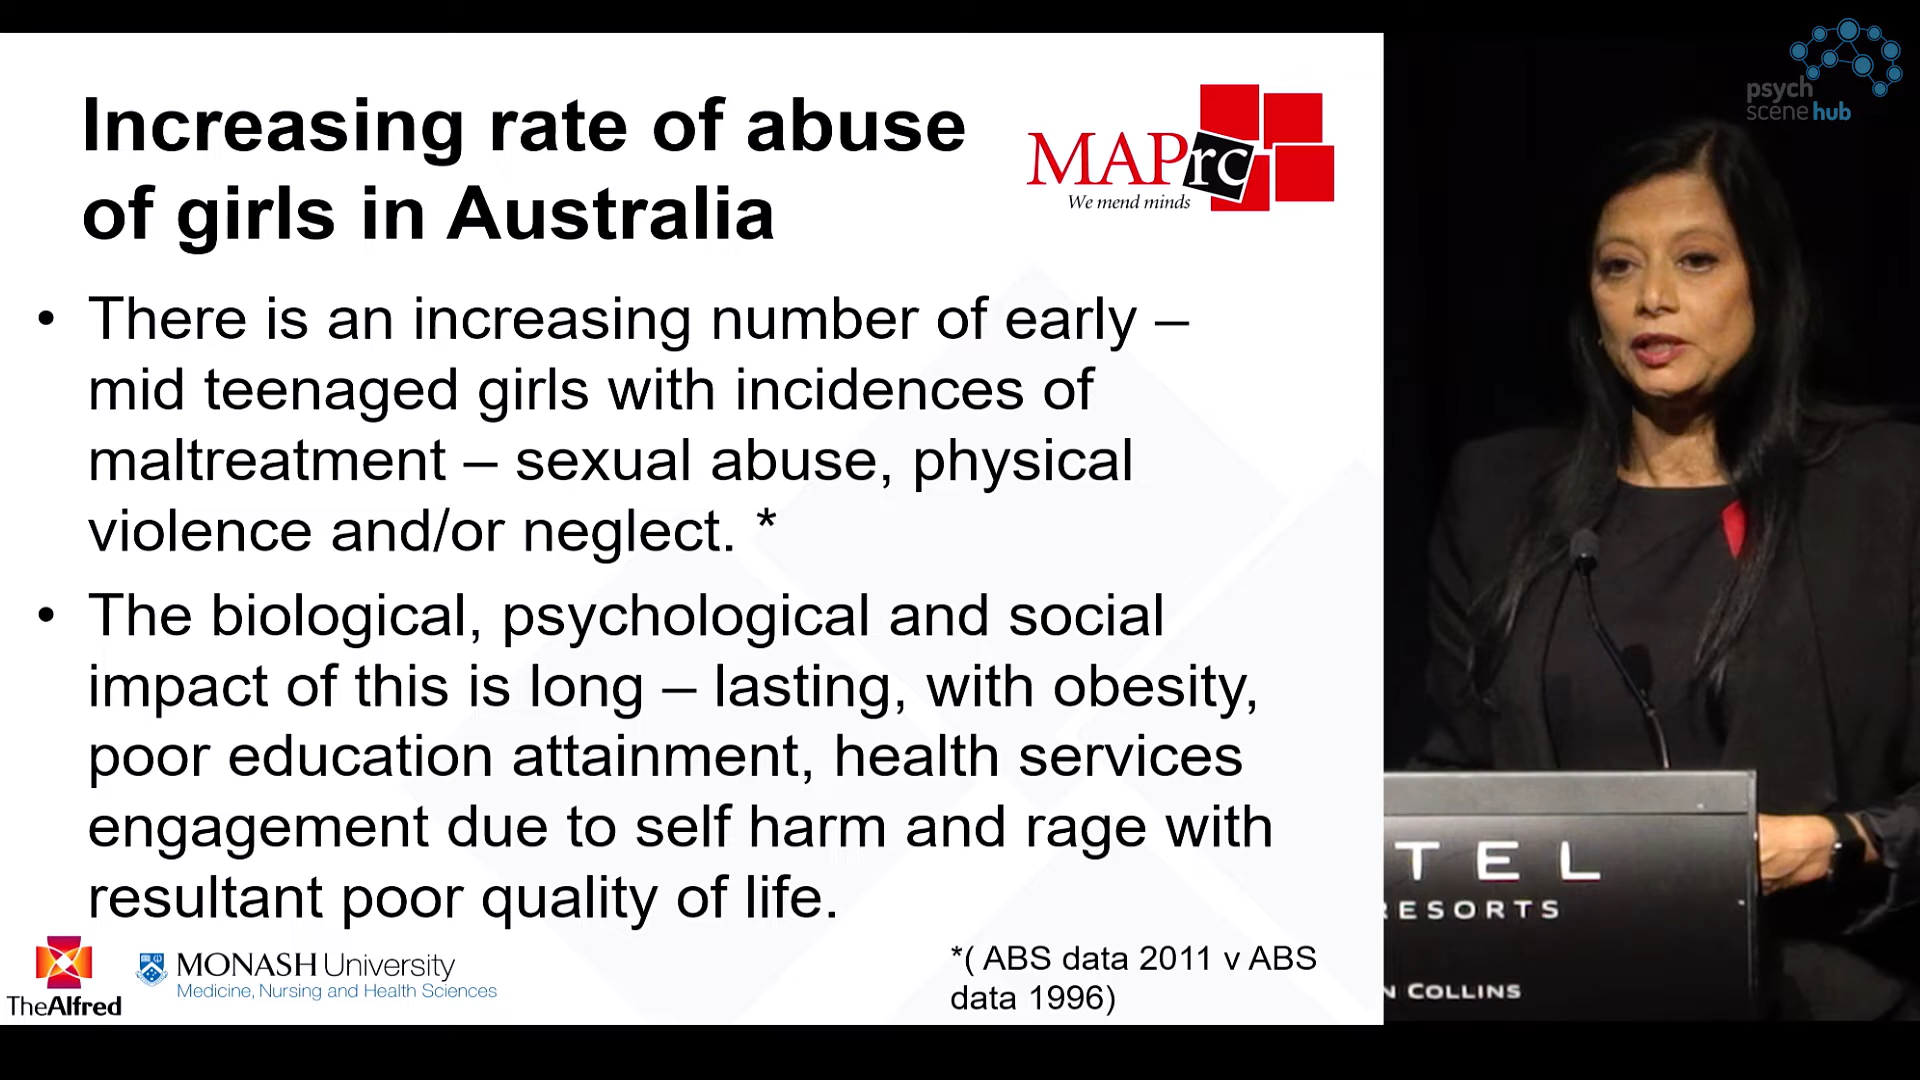 Increasing rate of abuse
of girls in Australia
MAPrc
We mend minds
• There is an increasing number of early –
mid teenaged girls with incidences of
maltreatment – sexual abuse, physical
violence and/or neglect. *
• The biological, psychological and social
impact of this is long – lasting, with obesity,
poor education attainment, health services
engagement due to self harm and rage with
resultant poor quality of life.
*( ABS data 2011 v ABS
data 1996)
TheAlfred
MONASH University
Medicine, Nursing and Health Sciences
psych
scene hub
TEL
RESORTS
N COLLINS